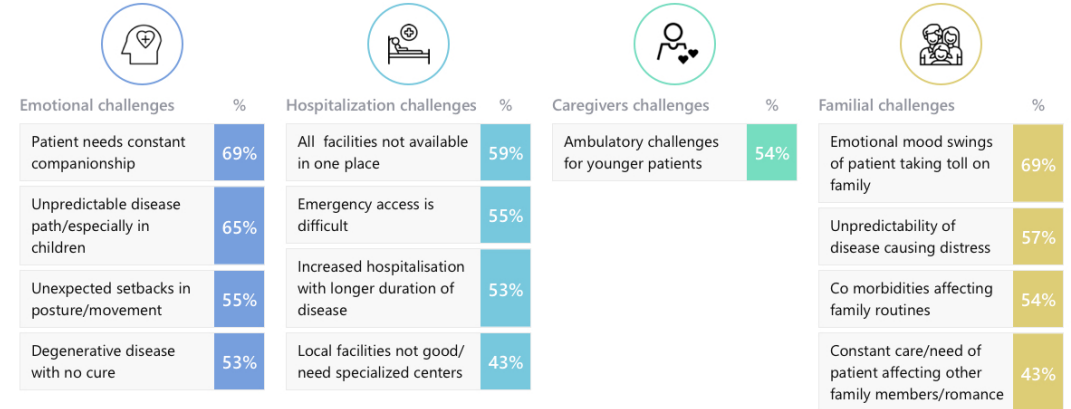 Emotional challenges %
Patient needs constant
companionship
69%
Unpredictable disease
path/especially in
children
65%
Unexpected setbacks in
posture/movement
55%
Degenerative disease
with no cure
53%
Hospitalization challenges %
All facilities not available
in one place
59%
Emergency access is
difficult
55%
Increased hospitalisation
with longer duration of
disease
53%
Local facilities not good/
need specialized centers
43%
Caregivers challenges %
Ambulatory challenges
for younger patients
54%
Familial challenges %
Emotional mood swings
of patient taking toll on
family
69%
Unpredictability of
disease causing distress
57%
Co morbidities affecting
family routines
54%
Constant care/need of
patient affecting other
family members/romance
43%